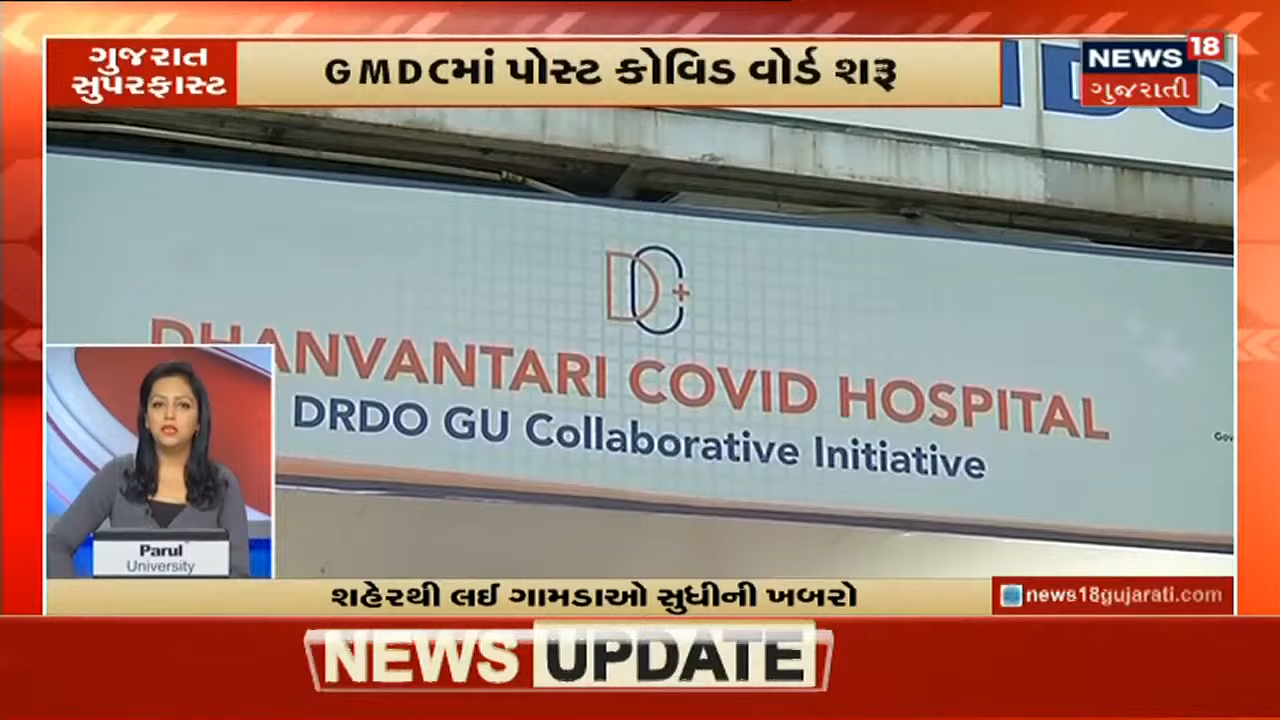 ગુજરાત
સુપરફાસ્ટ
GMDCમાં પોસ્ટ કોવિડ વોર્ડ શરૂ
NEWS 18
ગુજરાતી
DC+
DHANVANTARI COVID HOSPITAL
DRDO GU Collaborative Initiative
Parul
University
શહેરથી લઈ ગામડાઓ સુધીની ખબરો
news18gujarati.com
NEWS UPDATE